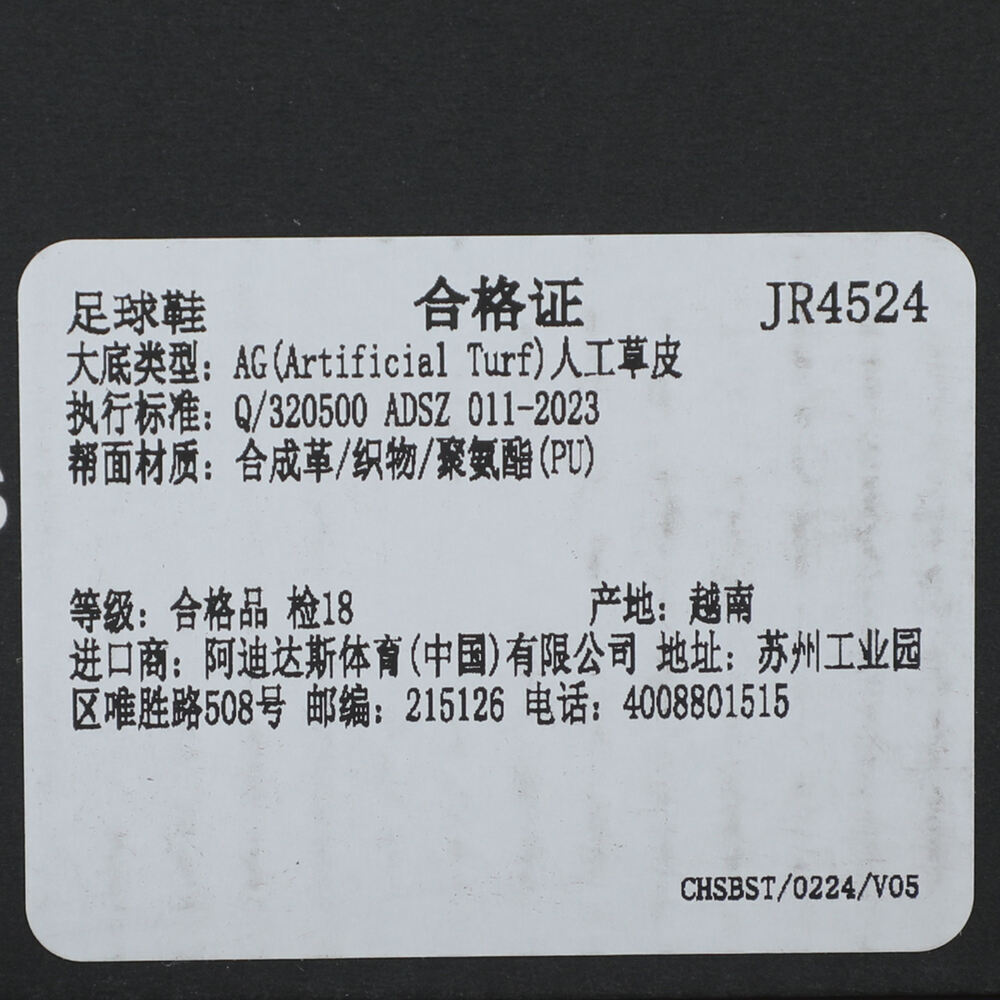 足球鞋 合格证 JR4524
大底类型: AG(Artificial Turf)人工草皮
执行标准: Q/320500 ADSZ 011-2023
帮面材质: 合成革/织物/聚氨酯(PU)
等级: 合格品 检18 产地: 越南
进口商: 阿迪达斯体育(中国)有限公司 地址: 苏州工业园
区唯胜路508号 邮编: 215126 电话: 4008801515
CHSBST/0224/V05